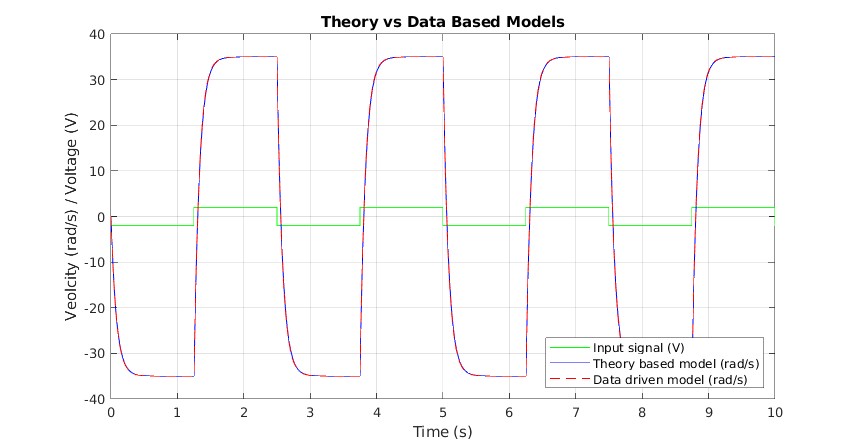 Theory vs Data Based Models
Veolcity (rad/s) / Voltage (V)
40
30
20
10
0
-10
-20
-30
-40
0 1 2 3 4 5 6 7 8 9 10
Time (s)
Input signal (V)
Theory based model (rad/s)
Data driven model (rad/s)